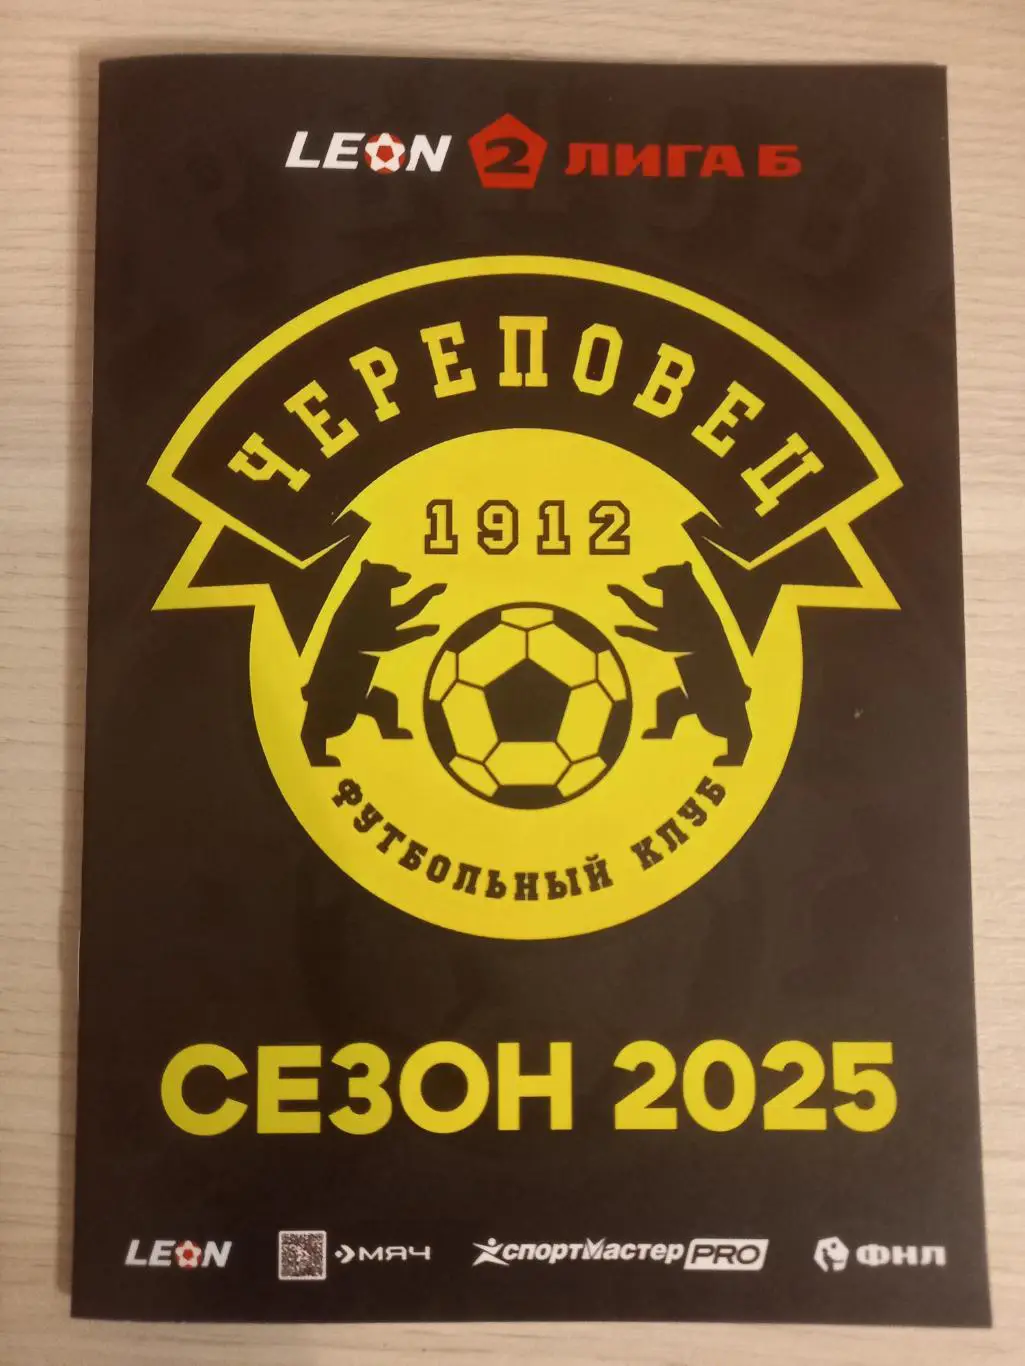 LEON 2 ЛИГА Б
ЧЕРЕПОВЕЦ
1912
ФУТБОЛЬНЫЙ КЛУБ
СЕЗОН 2025
LEON МЯЧ спортмастер PRO ФНЛ